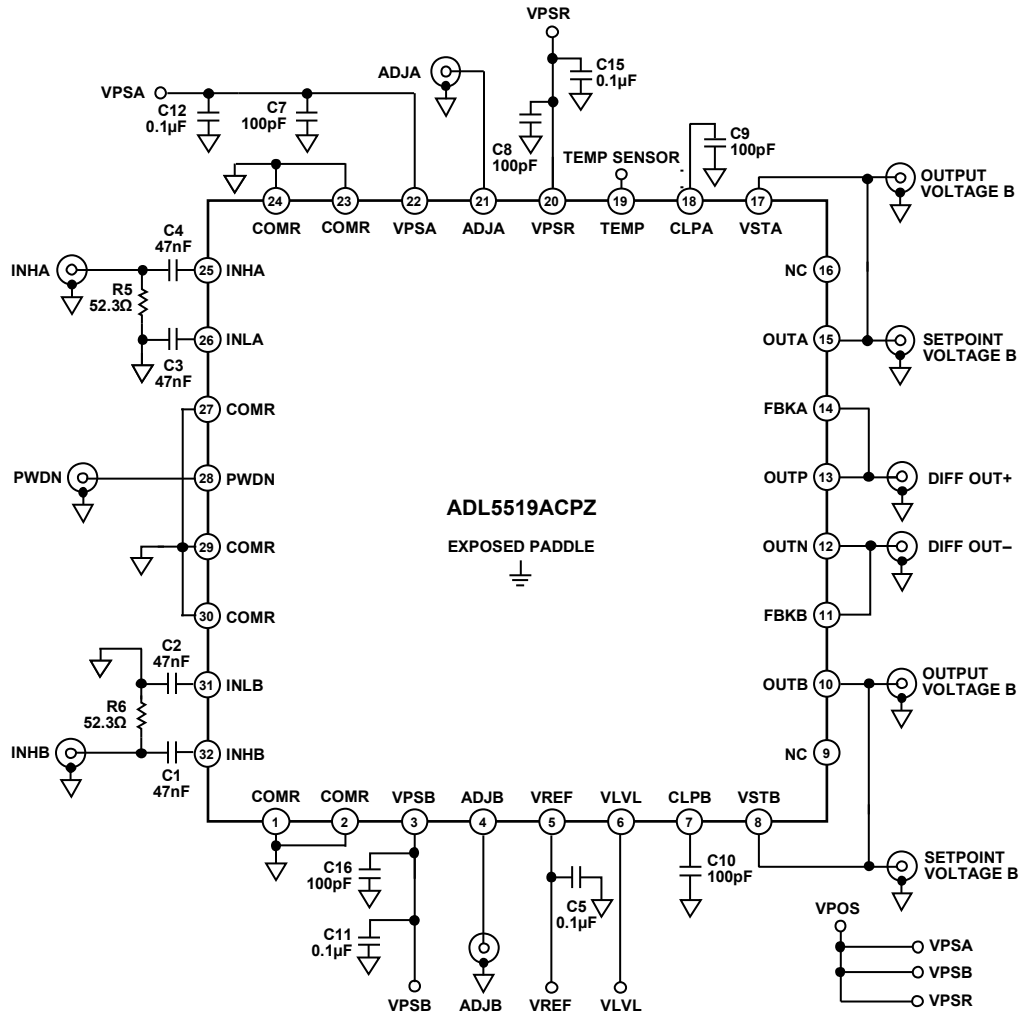 VPSR
C15
0.1µF
ADJA
VPSA
C12
0.1µF
C7
100pF
C8
100pF
TEMP SENSOR
C9
100pF
OUTPUT
VOLTAGE B
24
23
22
21
20
19
18
17
COMR
COMR
VPSA
ADJA
VPSR
TEMP
CLPA
VSTA
C4
47nF
INHA
25
INHA
R5
52.3Ω
26
INLA
C3
47nF
27
COMR
PWDN
28
PWDN
29
COMR
30
COMR
C2
47nF
31
INLB
R6
52.3Ω
INHB
32
INHB
C1
47nF
ADL5519ACPZ
EXPOSED PADDLE
NC
16
OUTA
15
SETPOINT
VOLTAGE B
FBKA
14
OUTP
13
DIFF OUT+
OUTN
12
DIFF OUT–
FBKB
11
OUTB
10
OUTPUT
VOLTAGE B
NC
9
COMR
COMR
VPSB
ADJB
VREF
VLVL
CLPB
VSTB
1
2
3
4
5
6
7
8
C16
100pF
C11
0.1µF
C5
0.1µF
C10
100pF
SETPOINT
VOLTAGE B
VPSB
ADJB
VREF
VLVL
VPOS
VPSA
VPSB
VPSR